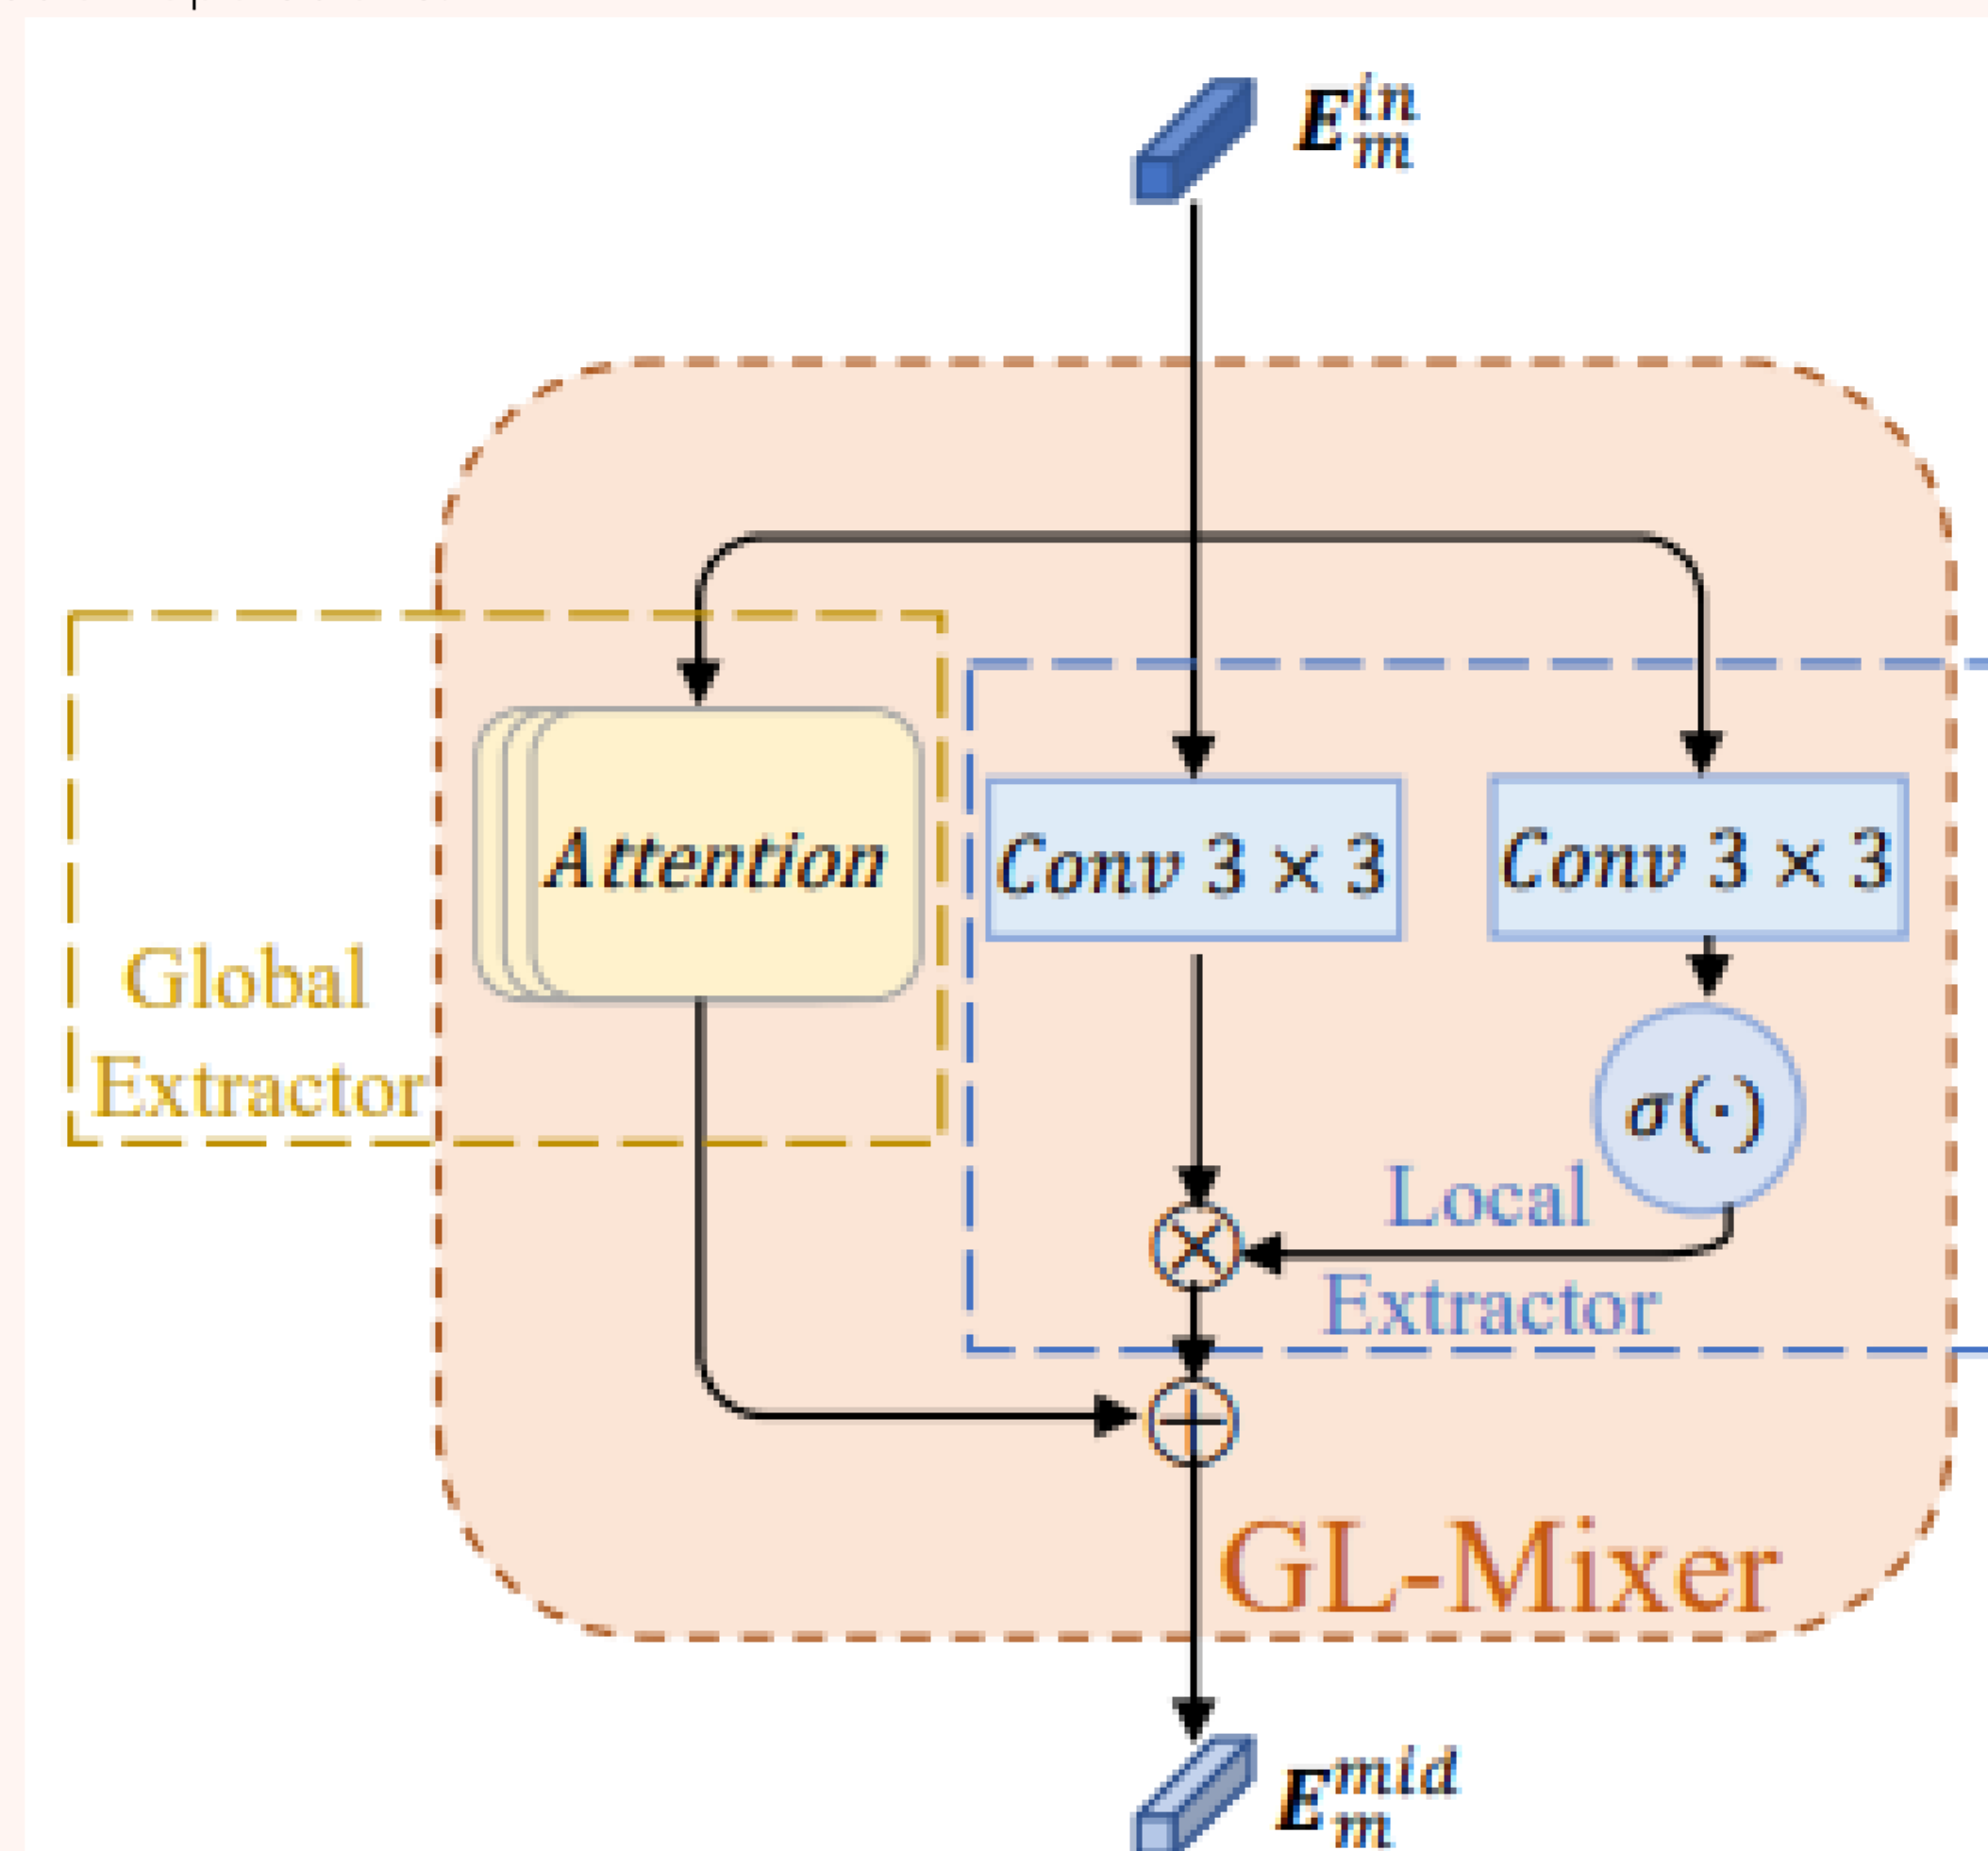 E_m^in
Attention
Conv 3 × 3
Conv 3 × 3
Global
Extractor
σ(·)
Local
Extractor
GL-Mixer
E_m^mid